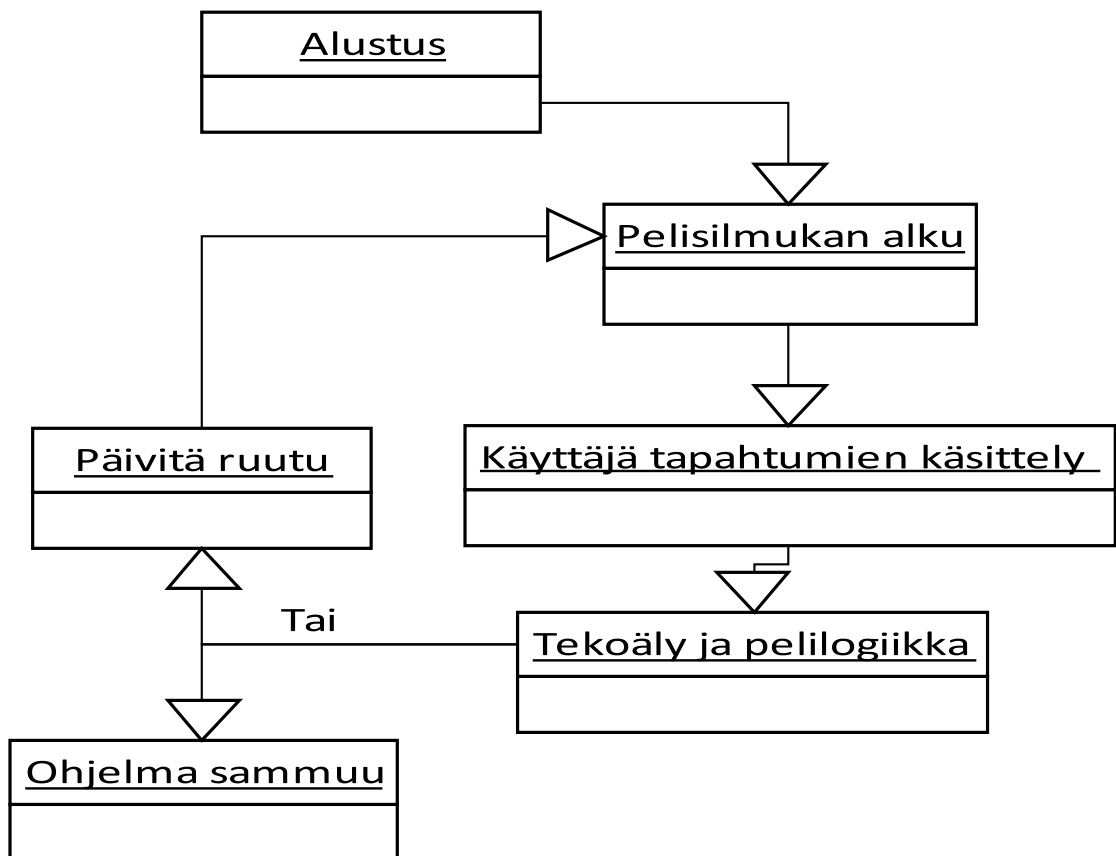 Alustus
Pelisilmukan alku
Päivitä ruutu
Käyttäjä tapahtumien käsittely
Tai
Tekoäly ja pelilogiikka
Ohjelma sammuu